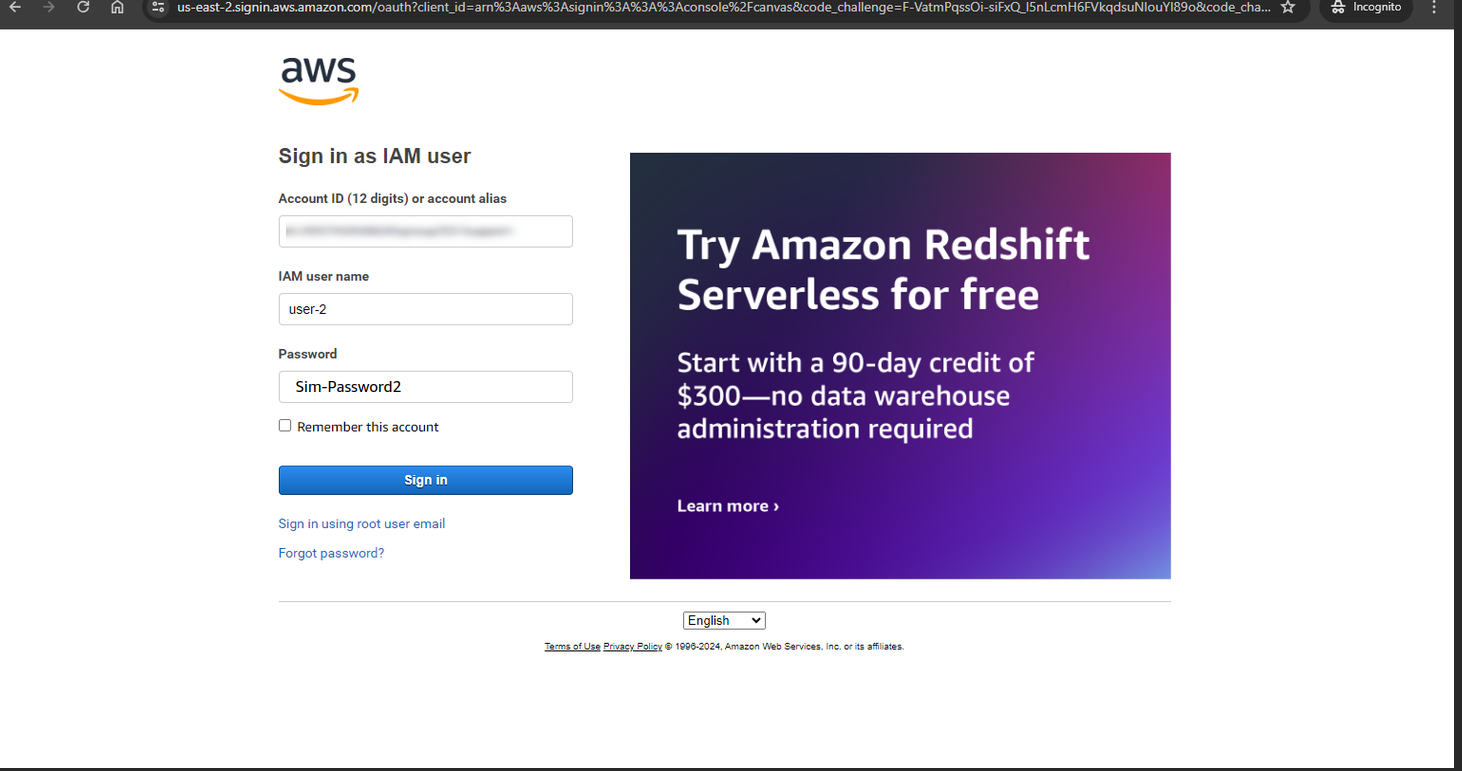 us-east-2.signin.aws.amazon.com/oauth?client_id=arn%3Aaws%3Asignin%3A%3A%3Aconsole%2Fcanvas&code_challenge=F-VatmPqssOi-siFxQ_I5nLcmH6FVkqdsuNIouYI89o&code_cha...
Incognito
aws
Sign in as IAM user
Account ID (12 digits) or account alias
IAM user name
user-2
Password
Sim-Password2
Remember this account
Sign in
Sign in using root user email
Forgot password?
Try Amazon Redshift
Serverless for free
Start with a 90-day credit of
$300—no data warehouse
administration required
Learn more ›
English
Terms of Use Privacy Policy © 1996-2024, Amazon Web Services, Inc. or its affiliates.